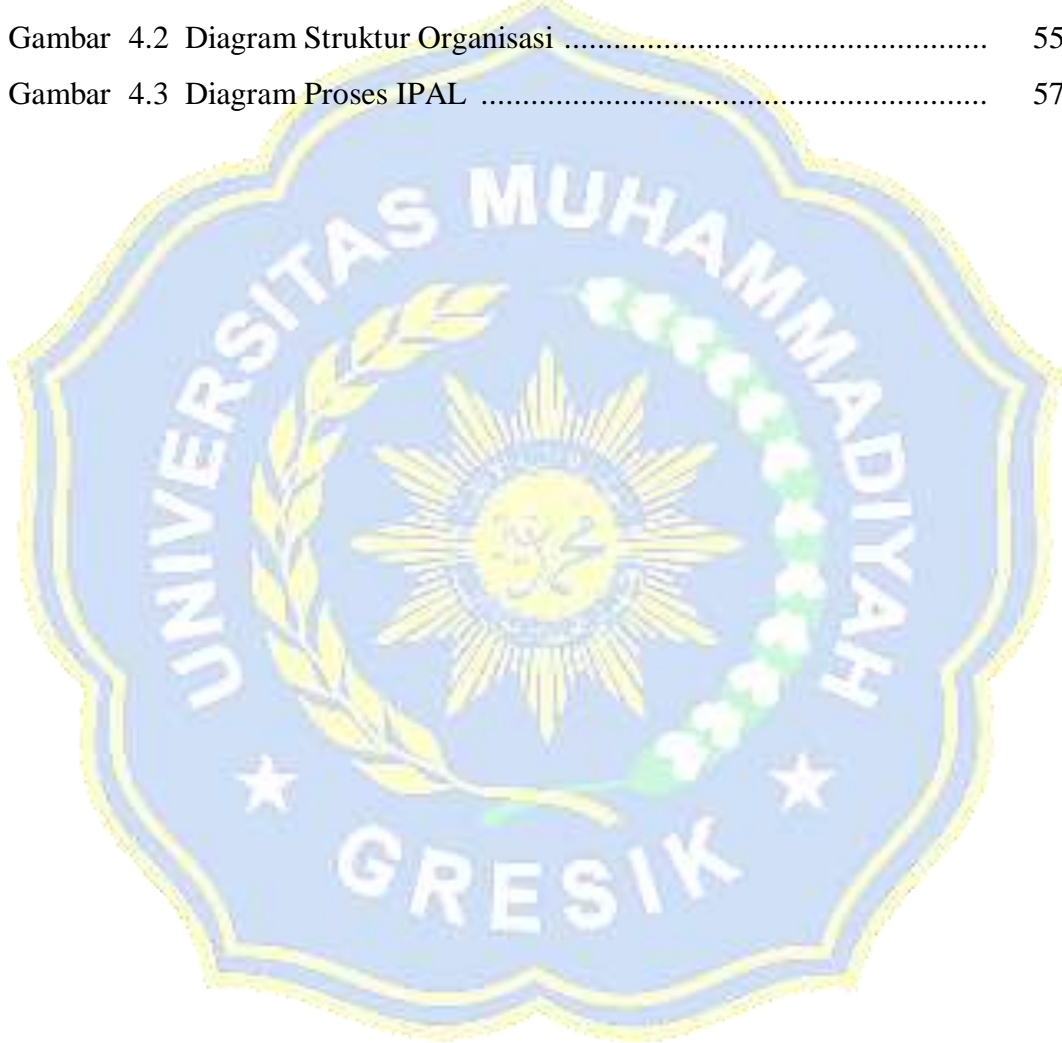 Gambar 4.2 Diagram Struktur Organisasi .................................................... 55
Gambar 4.3 Diagram Proses IPAL .............................................................. 57
UNIVERSITAS MUHAMMADIYAH
GRESIK